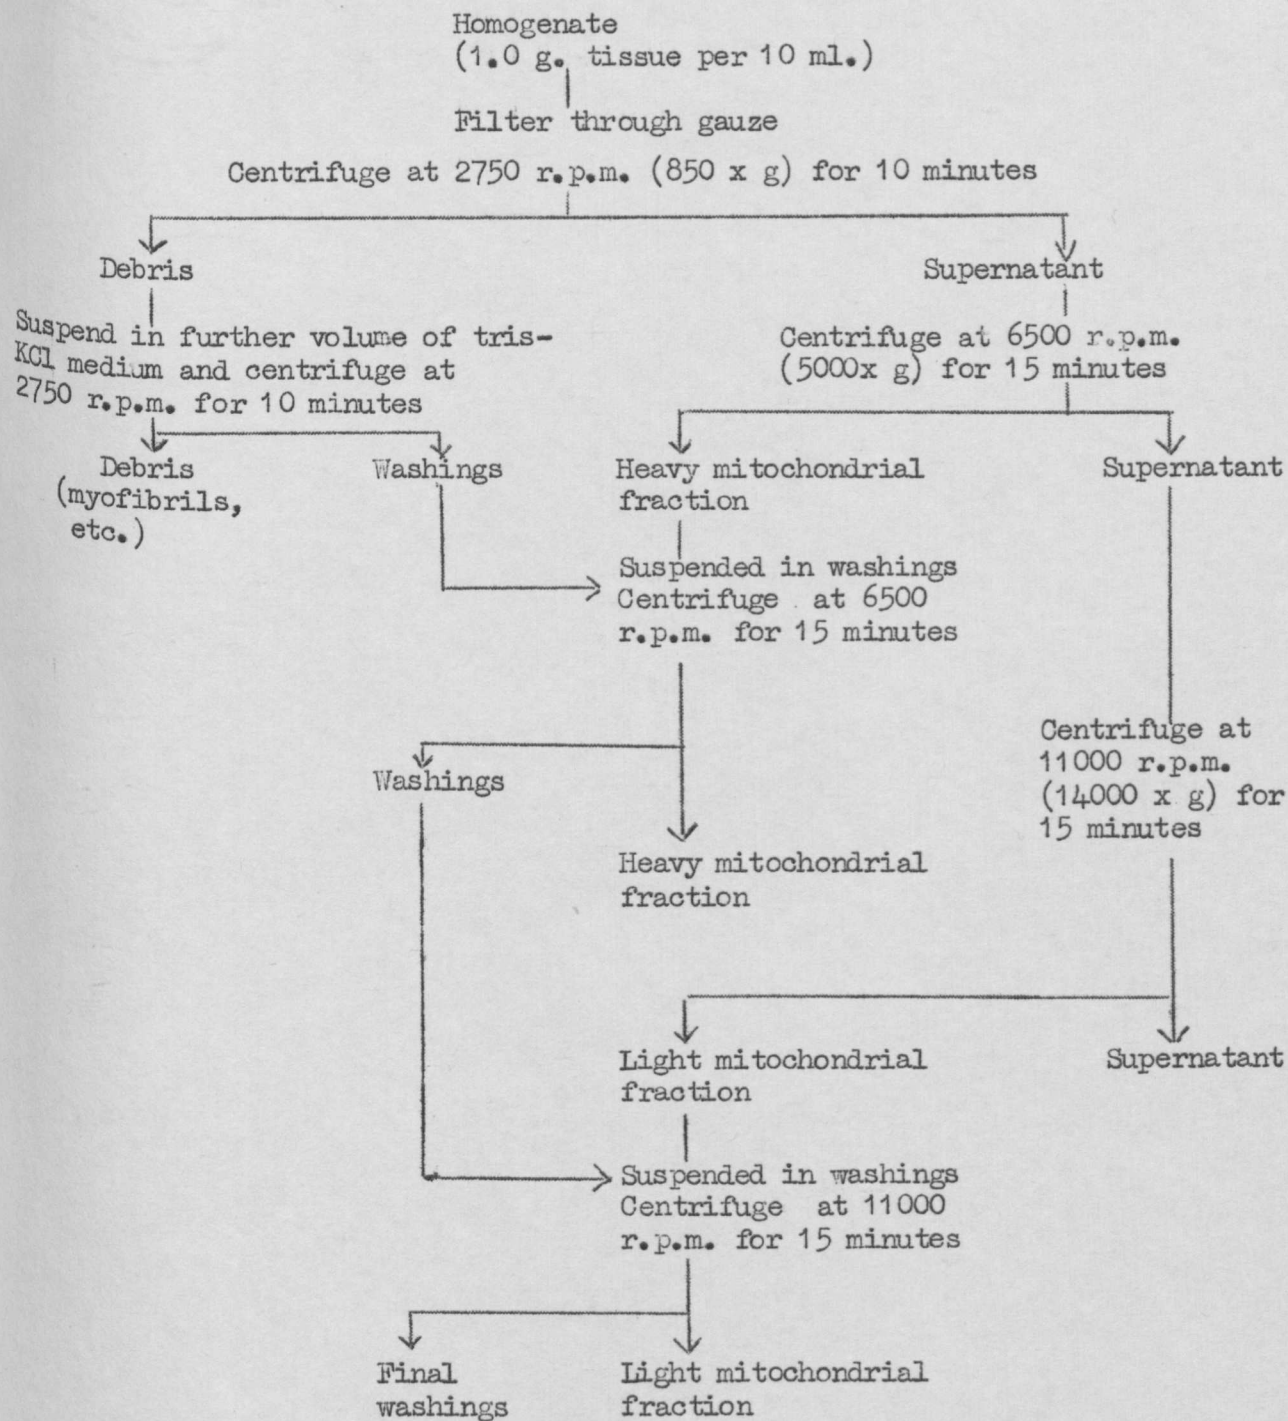 Homogenate
(1.0 g. tissue per 10 ml.)
Filter through gauze
Centrifuge at 2750 r.p.m. (850 x g) for 10 minutes
Debris
Supernatant
Suspend in further volume of tris-
KCl medium and centrifuge at
2750 r.p.m. for 10 minutes
Centrifuge at 6500 r.p.m.
(5000x g) for 15 minutes
Debris
(myofibrils,
etc.)
Washings
Heavy mitochondrial
fraction
Supernatant
Suspended in washings
Centrifuge at 6500
r.p.m. for 15 minutes
Centrifuge at
11000 r.p.m.
(14000 x g) for
15 minutes
Washings
Heavy mitochondrial
fraction
Light mitochondrial
fraction
Supernatant
Suspended in washings
Centrifuge at 11000
r.p.m. for 15 minutes
Final
washings
Light mitochondrial
fraction